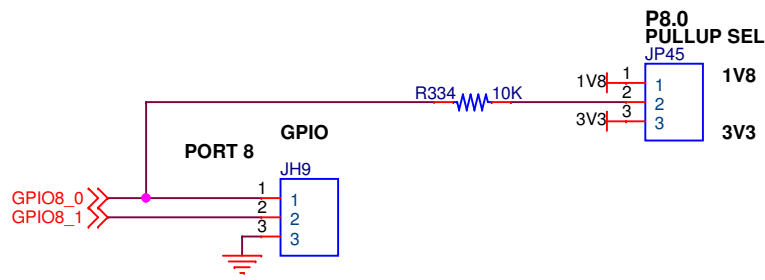 P8.0
PULLUP SEL
JP45
1V8 1 1 1V8
R334 10K 2 2
3V3 3 3 3V3
GPIO
PORT 8
JH9
GPIO8_0 1 1
GPIO8_1 2 2
3 3